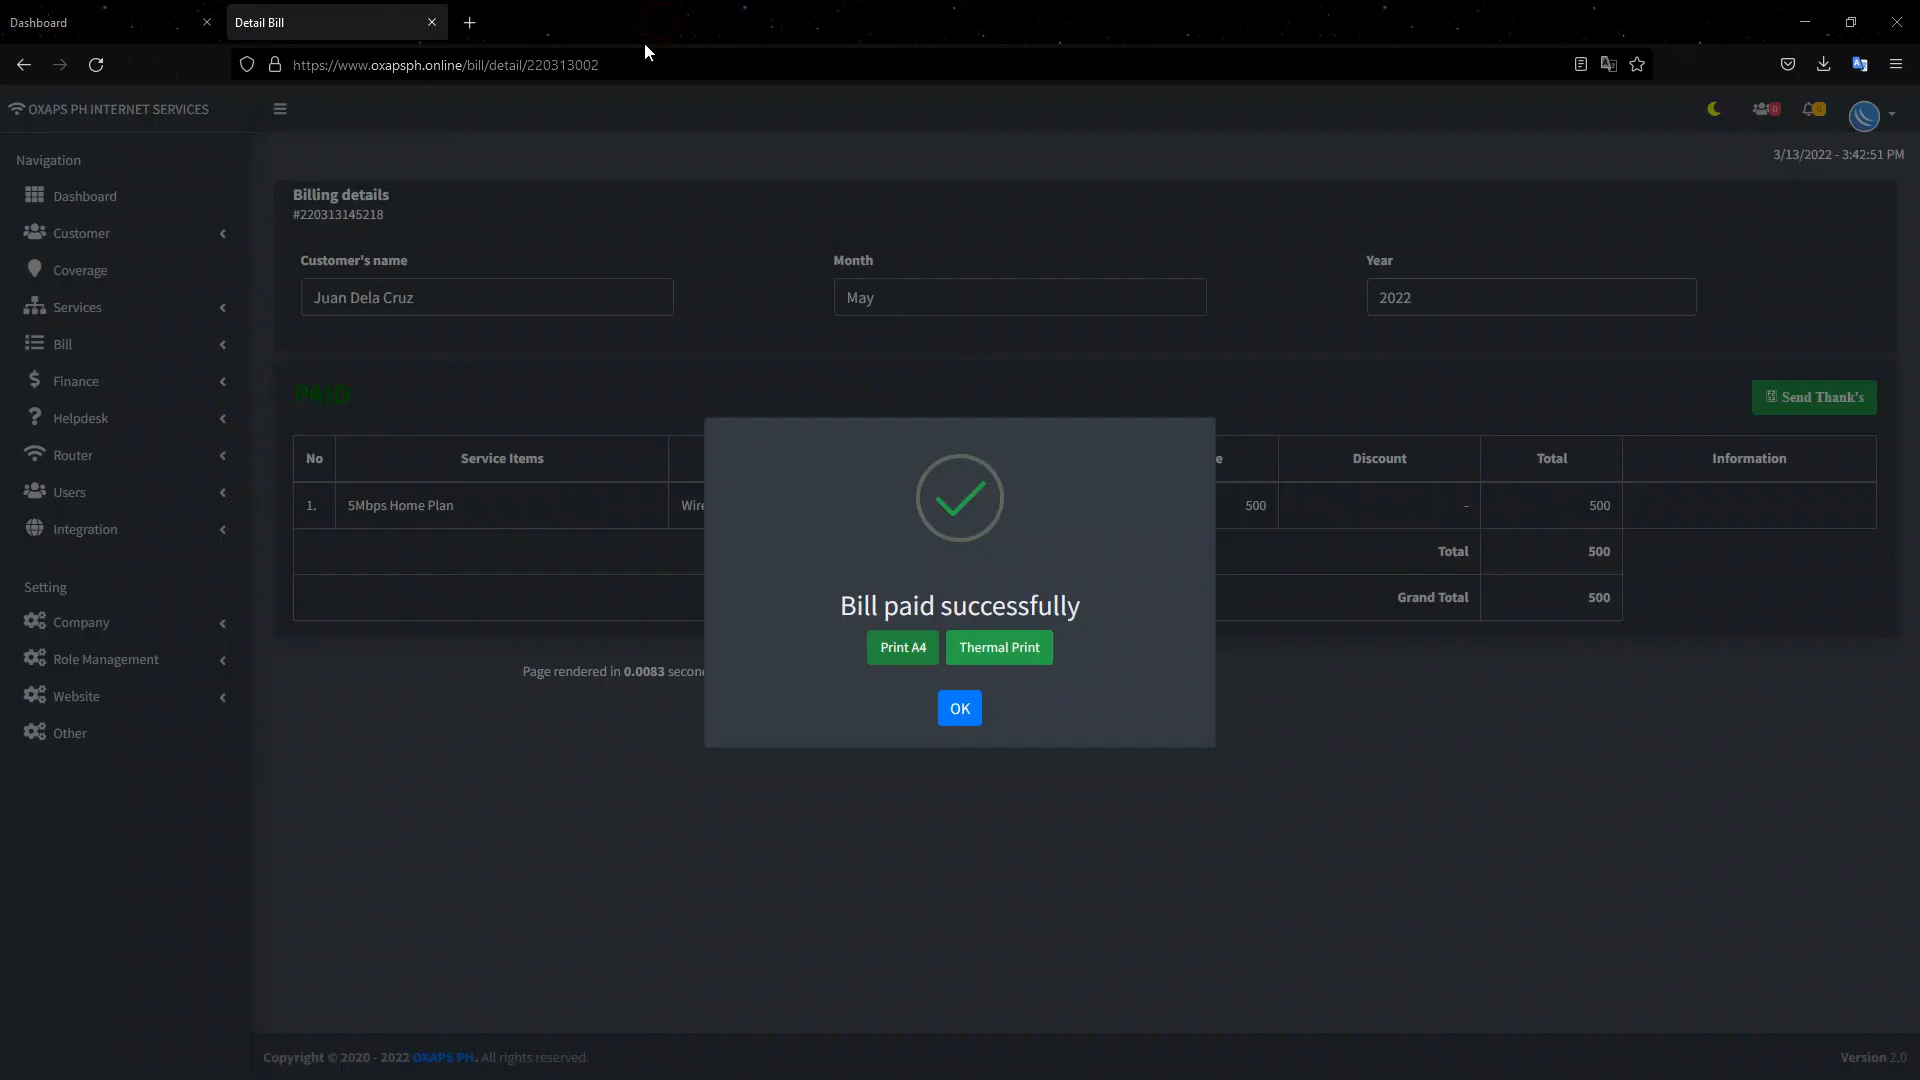 Dashboard
Detail Bill
https://www.oxapsph.online/bill/detail/220313002
OXAPS PH INTERNET SERVICES
0
0
3/13/2022 - 3:42:51 PM
Navigation
Dashboard
Customer
Coverage
Services
Bill
Finance
Helpdesk
Router
Users
Integration
Setting
Company
Role Management
Website
Other
Billing details
#220313145218
Customer's name
Month
Year
Juan Dela Cruz
May
2022
PAID
Send Thank's
No
Service Items
e
Discount
Total
Information
1.
5Mbps Home Plan
Wire
500
-
500
Total
500
Grand Total
500
Bill paid successfully
Print A4
Thermal Print
OK
Page rendered in 0.0083 secon
Copyright © 2020 - 2022 OXAPS PH. All rights reserved.
Version 2.0